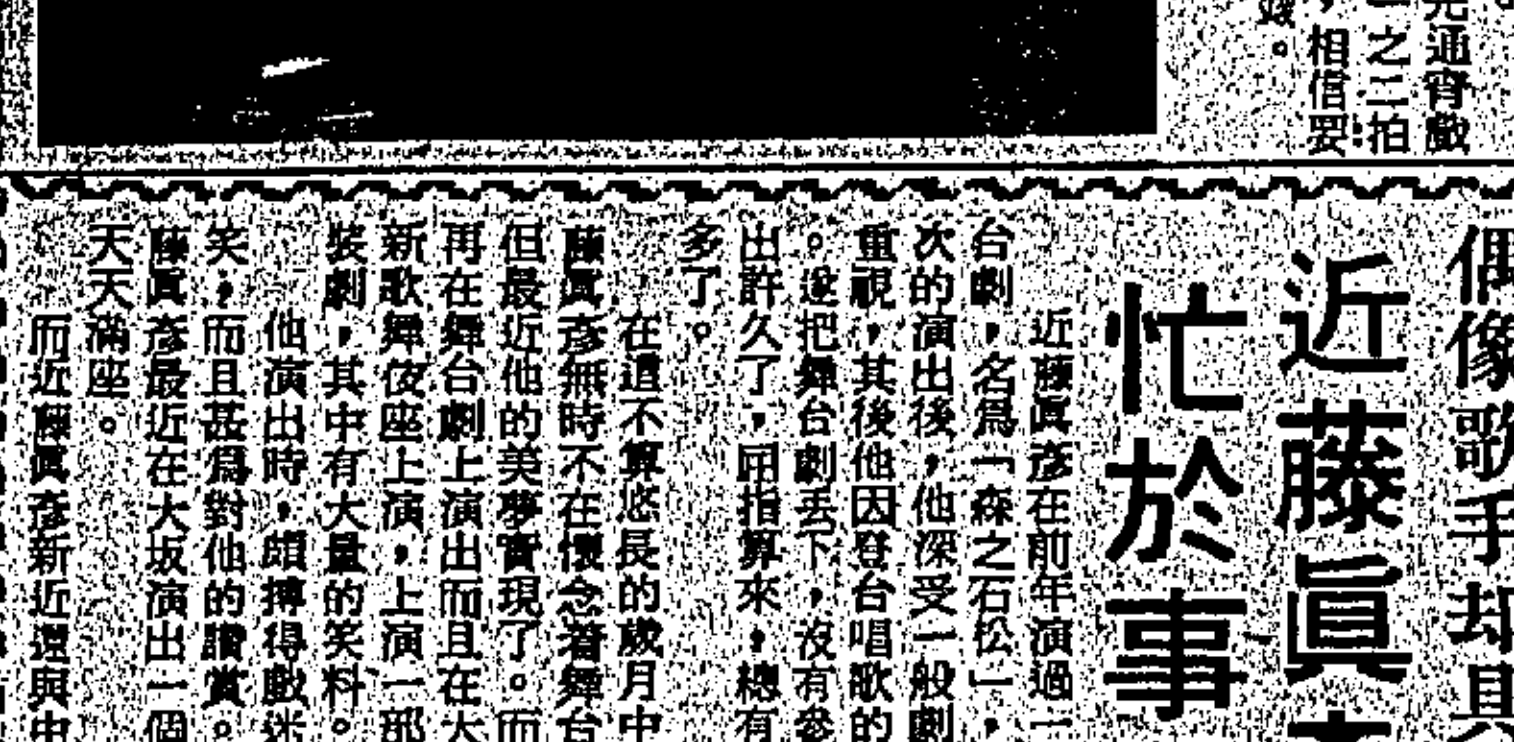 光通宵戲
一之二拍
，相信要
。
偶像歌手却具
近藤眞彥
忙於事
近藤眞彥在前年演過一
台劇，名爲「森之石松」，
次的演出後，他深受一般劇
重視，其後他因登台唱歌的
。遂把舞台劇丟下，沒有參
出許久了，屈指算來，總有
多了。
在這不算悠長的歲月中
藤眞彥無時不在懷念着舞台
但最近他的美夢實現了。而
再在舞台劇上演出而且在大
新歌舞伎座上演，上演一部
裝劇，其中有大量的笑料。
他演出時，頗搏得戲迷
笑，而且甚爲對他的讚賞。
藤眞彥最近在大坂演出一個
天天滿座。
而近藤眞彥新近還與中